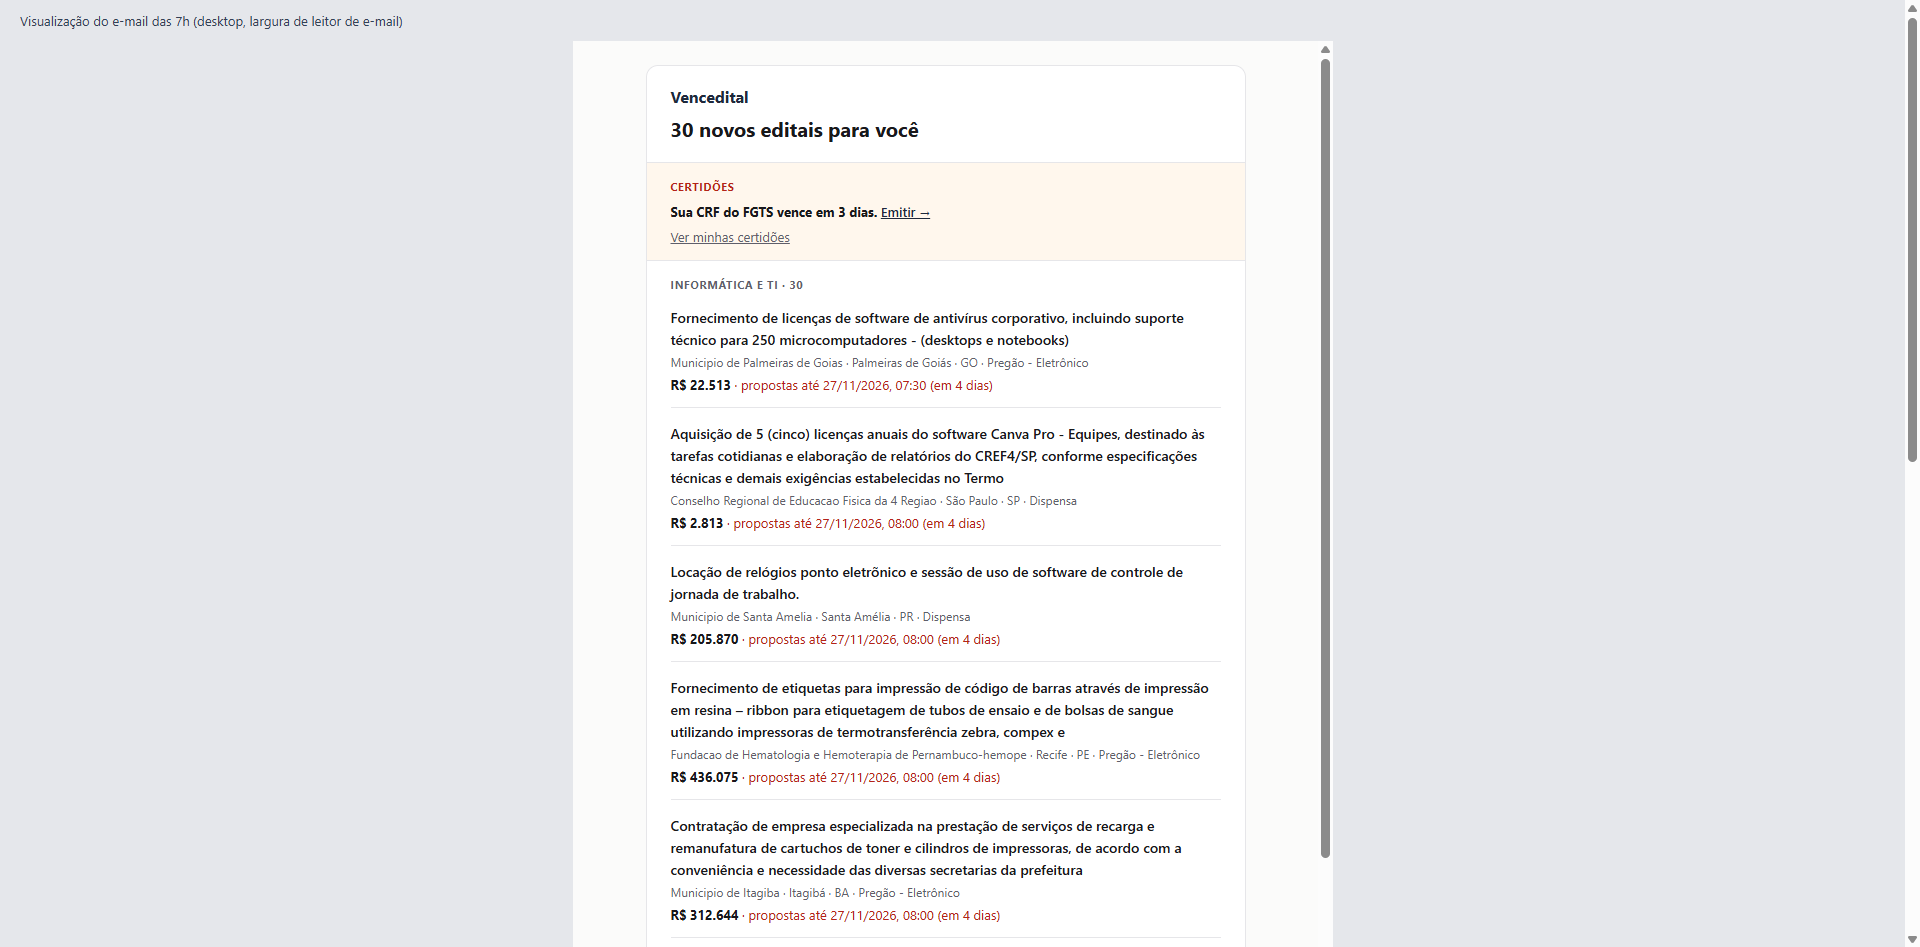 Visualização do e-mail das 7h (desktop, largura de leitor de e-mail)
Vencedital
30 novos editais para você
CERTIDÕES
Sua CRF do FGTS vence em 3 dias. Emitir →
Ver minhas certidões
INFORMÁTICA E TI · 30
Fornecimento de licenças de software de antivírus corporativo, incluindo suporte
técnico para 250 microcomputadores - (desktops e notebooks)
Municipio de Palmeiras de Goias · Palmeiras de Goiás · GO · Pregão - Eletrônico
R$ 22.513 · propostas até 27/11/2026, 07:30 (em 4 dias)
Aquisição de 5 (cinco) licenças anuais do software Canva Pro - Equipes, destinado às
tarefas cotidianas e elaboração de relatórios do CREF4/SP, conforme especificações
técnicas e demais exigências estabelecidas no Termo
Conselho Regional de Educacao Fisica da 4 Regiao · São Paulo · SP · Dispensa
R$ 2.813 · propostas até 27/11/2026, 08:00 (em 4 dias)
Locação de relógios ponto eletrõnico e sessão de uso de software de controle de
jornada de trabalho.
Municipio de Santa Amelia · Santa Amélia · PR · Dispensa
R$ 205.870 · propostas até 27/11/2026, 08:00 (em 4 dias)
Fornecimento de etiquetas para impressão de código de barras através de impressão
em resina – ribbon para etiquetagem de tubos de ensaio e de bolsas de sangue
utilizando impressoras de termotransferência zebra, compex e
Fundacao de Hematologia e Hemoterapia de Pernambuco-hemope · Recife · PE · Pregão - Eletrônico
R$ 436.075 · propostas até 27/11/2026, 08:00 (em 4 dias)
Contratação de empresa especializada na prestação de serviços de recarga e
remanufatura de cartuchos de toner e cilindros de impressoras, de acordo com a
conveniência e necessidade das diversas secretarias da prefeitura
Municipio de Itagiba · Itagibá · BA · Pregão - Eletrônico
R$ 312.644 · propostas até 27/11/2026, 08:00 (em 4 dias)